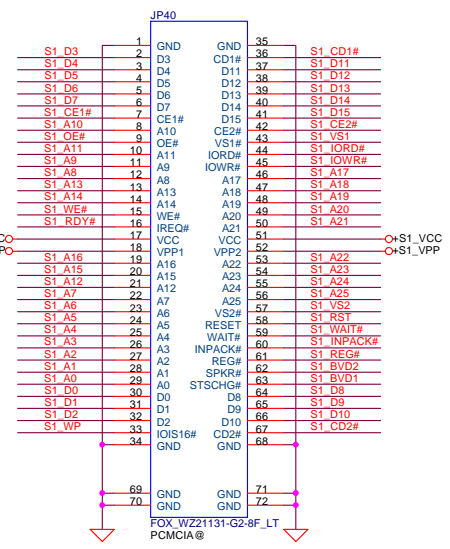 JP40
1 GND GND 35
S1_D3 2 D3 CD1# 36 S1_CD1#
S1_D4 3 D4 D11 37 S1_D11
S1_D5 4 D5 D12 38 S1_D12
S1_D6 5 D6 D13 39 S1_D13
S1_D7 6 D7 D14 40 S1_D14
S1_CE1# 7 CE1# D15 41 S1_D15
S1_A10 8 A10 CE2# 42 S1_CE2#
S1_OE# 9 OE# VS1# 43 S1_VS1
S1_A11 10 A11 IORD# 44 S1_IORD#
S1_A9 11 A9 IOWR# 45 S1_IOWR#
S1_A8 12 A8 A17 46 S1_A17
S1_A13 13 A13 A18 47 S1_A18
S1_A14 14 A14 A19 48 S1_A19
S1_WE# 15 WE# A20 49 S1_A20
S1_RDY# 16 IREQ# A21 50 S1_A21
C 17 VCC VCC 51 +S1_VCC
P 18 VPP1 VPP2 52 +S1_VPP
S1_A16 19 A16 A22 53 S1_A22
S1_A15 20 A15 A23 54 S1_A23
S1_A12 21 A12 A24 55 S1_A24
S1_A7 22 A7 A25 56 S1_A25
S1_A6 23 A6 VS2# 57 S1_VS2
S1_A5 24 A5 RESET 58 S1_RST
S1_A4 25 A4 WAIT# 59 S1_WAIT#
S1_A3 26 A3 INPACK# 60 S1_INPACK#
S1_A2 27 A2 REG# 61 S1_REG#
S1_A1 28 A1 SPKR# 62 S1_BVD2
S1_A0 29 A0 STSCHG# 63 S1_BVD1
S1_D0 30 D0 D8 64 S1_D8
S1_D1 31 D1 D9 65 S1_D9
S1_D2 32 D2 D10 66 S1_D10
S1_WP 33 IOIS16# CD2# 67 S1_CD2#
34 GND GND 68
69 GND GND 71
70 GND GND 72
FOX_WZ21131-G2-8F_LT
PCMCIA@